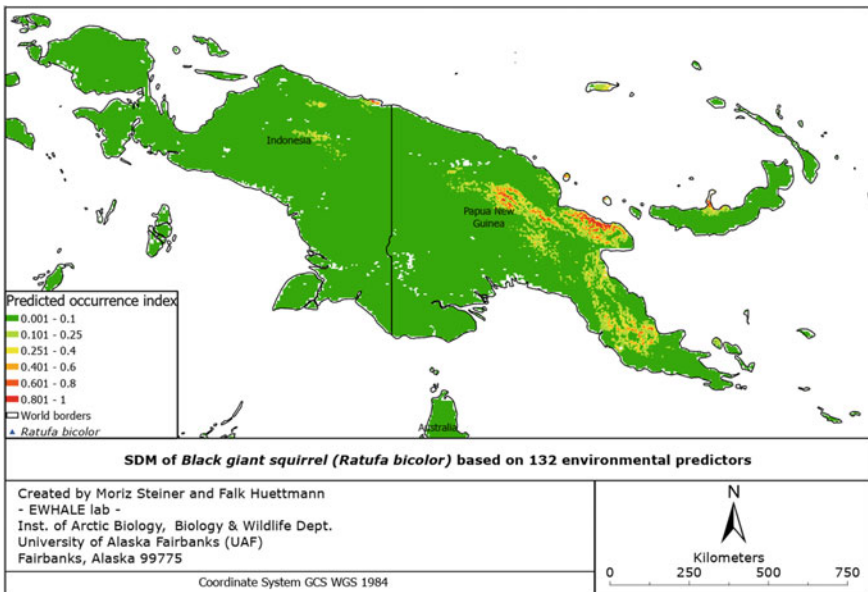 Indonesia
Papua New
Guinea
Australia
Predicted occurrence index
0.001 - 0.1
0.101 - 0.25
0.251 - 0.4
0.401 - 0.6
0.601 - 0.8
0.801 - 1
World borders
Ratufa bicolor
SDM of Black giant squirrel (Ratufa bicolor) based on 132 environmental predictors
Created by Moriz Steiner and Falk Huettmann
- EWHALE lab -
Inst. of Arctic Biology, Biology & Wildlife Dept.
University of Alaska Fairbanks (UAF)
Fairbanks, Alaska 99775
Coordinate System GCS WGS 1984
N
Kilometers
0 250 500 750